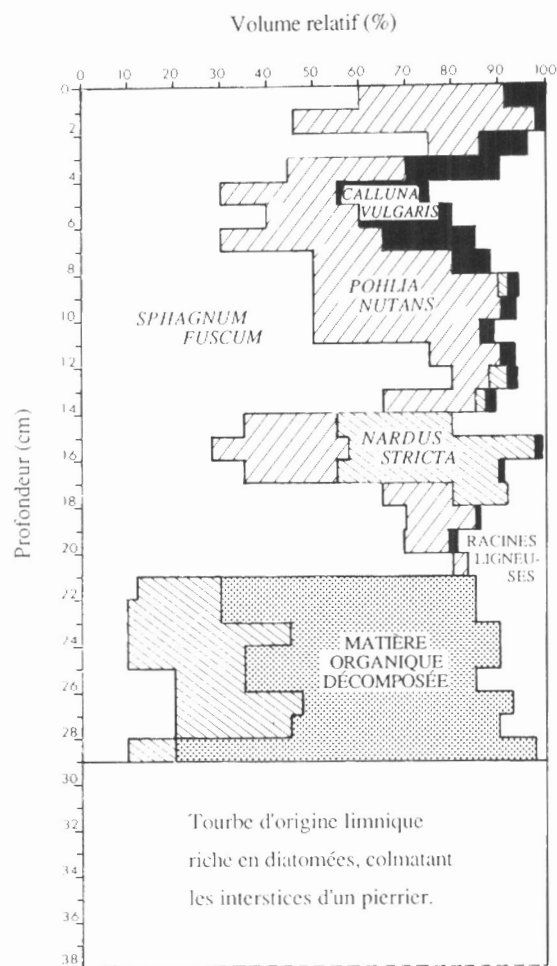 Volume relatif (%)
0 10 20 30 40 50 60 70 80 90 100
0
2
4
6
8
10
12
14
16
18
20
22
24
26
28
30
32
34
36
38
Profondeur (cm)
CALLUNA
VULGARIS
POHLIA
NUTANS
SPHAGNUM
FUSCUM
NARDUS
STRICTA
RACINES
LIGNEU-
SES
MATIÈRE
ORGANIQUE
DÉCOMPOSÉE
Tourbe d'origine limnique
riche en diatomées, colmatant
les interstices d'un pierrier.